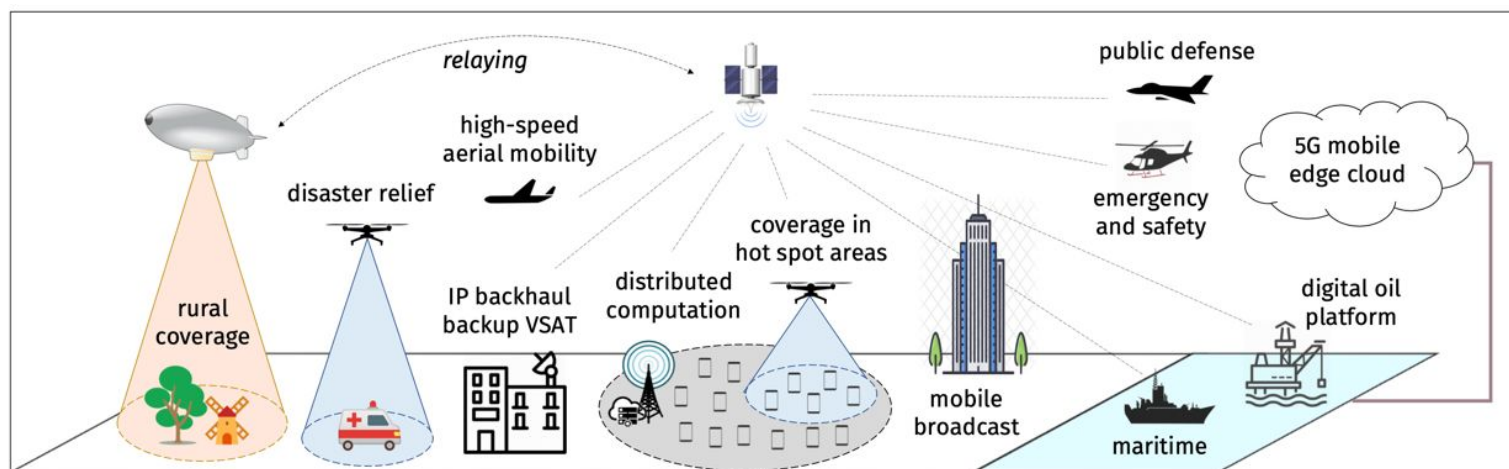 relaying
public defense
high-speed
aerial mobility
5G mobile
edge cloud
disaster relief
emergency
and safety
coverage in
hot spot areas
rural
coverage
IP backhaul
backup VSAT
distributed
computation
digital oil
platform
mobile
broadcast
maritime